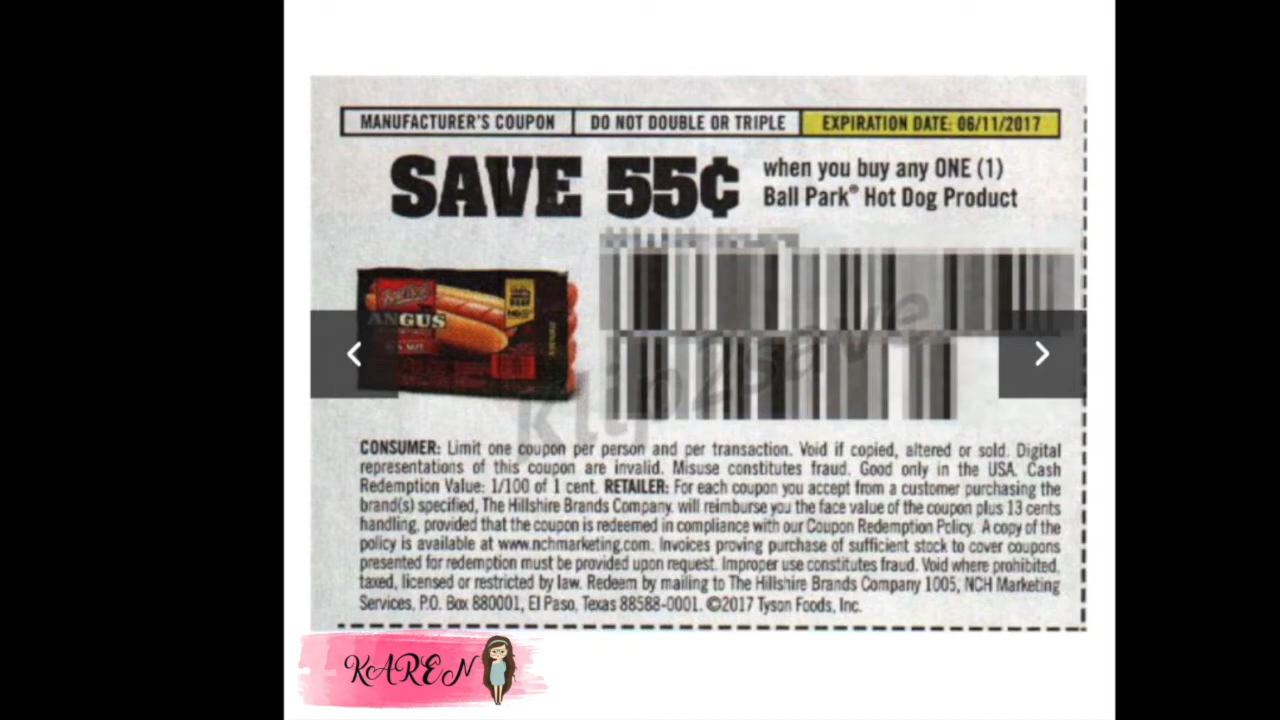 MANUFACTURER'S COUPON DO NOT DOUBLE OR TRIPLE EXPIRATION DATE: 06/11/2017
SAVE 55¢
when you buy any ONE (1)
Ball Park® Hot Dog Product
ANGUS
Klip2save
CONSUMER: Limit one coupon per person and per transaction. Void if copied, altered or sold. Digital
representations of this coupon are invalid. Misuse constitutes fraud. Good only in the USA. Cash
Redemption Value: 1/100 of 1 cent. RETAILER: For each coupon you accept from a customer purchasing the
brand(s) specified, The Hillshire Brands Company, will reimburse you the face value of the coupon plus 13 cents
handling, provided that the coupon is redeemed in compliance with our Coupon Redemption Policy. A copy of the
policy is available at www.nchmarketing.com. Invoices proving purchase of sufficient stock to cover coupons
presented for redemption must be provided upon request. Improper use constitutes fraud. Void where prohibited,
taxed, licensed or restricted by law. Redeem by mailing to The Hillshire Brands Company 1005, NCH Marketing
Services, P.O. Box 880001, El Paso, Texas 88588-0001. ©2017 Tyson Foods, Inc.
KAREN